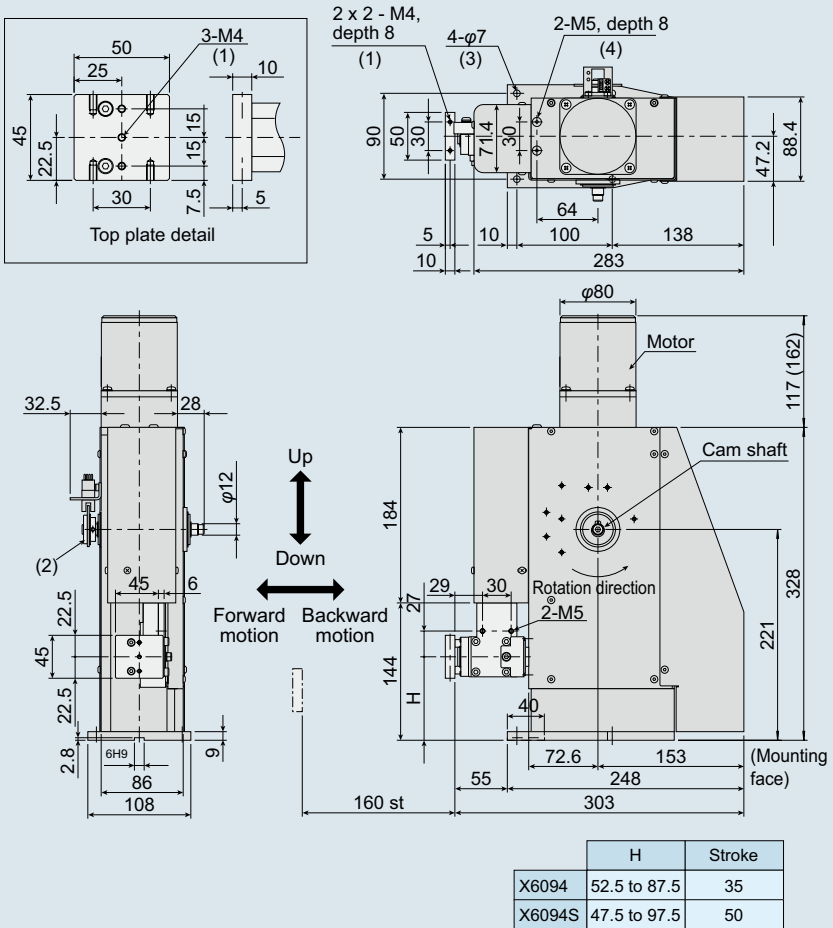 50
25
3-M4
(1)
10
45
22.5
15
15
7.5
30
5
Top plate detail
2 x 2 - M4,
depth 8
(1)
4-φ7
(3)
2-M5, depth 8
(4)
90
50
30
71.4
30
47.2
88.4
64
5
10
100
138
10
283
32.5
28
φ12
(2)
45
6
22.5
45
22.5
2.8
6H9
9
86
108
Up
Down
Forward
motion
Backward
motion
φ80
Motor
117 (162)
Cam shaft
184
Rotation direction
29
30
27
2-M5
144
H
221
328
40
72.6
153
(Mounting
face)
55
248
160 st
303
H Stroke
X6094 52.5 to 87.5 35
X6094S 47.5 to 97.5 50